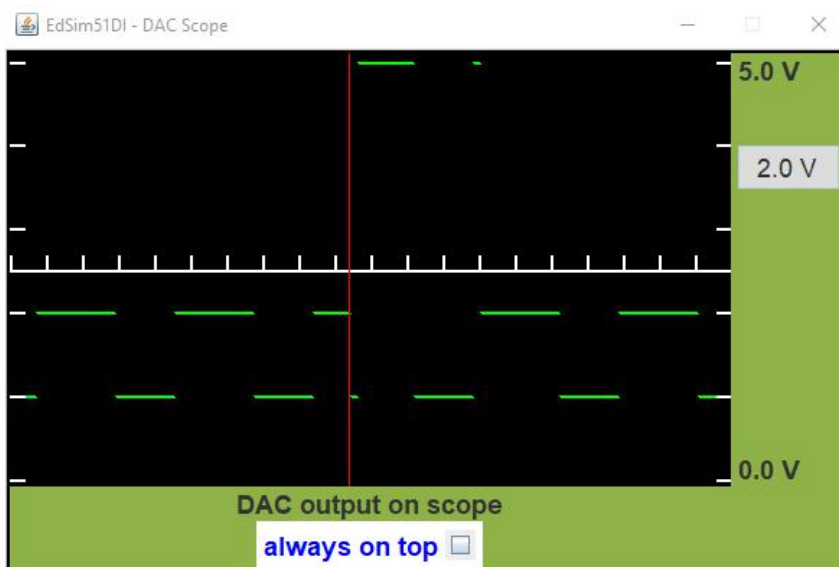 EdSim51DI - DAC Scope
5.0 V
2.0 V
0.0 V
DAC output on scope
always on top